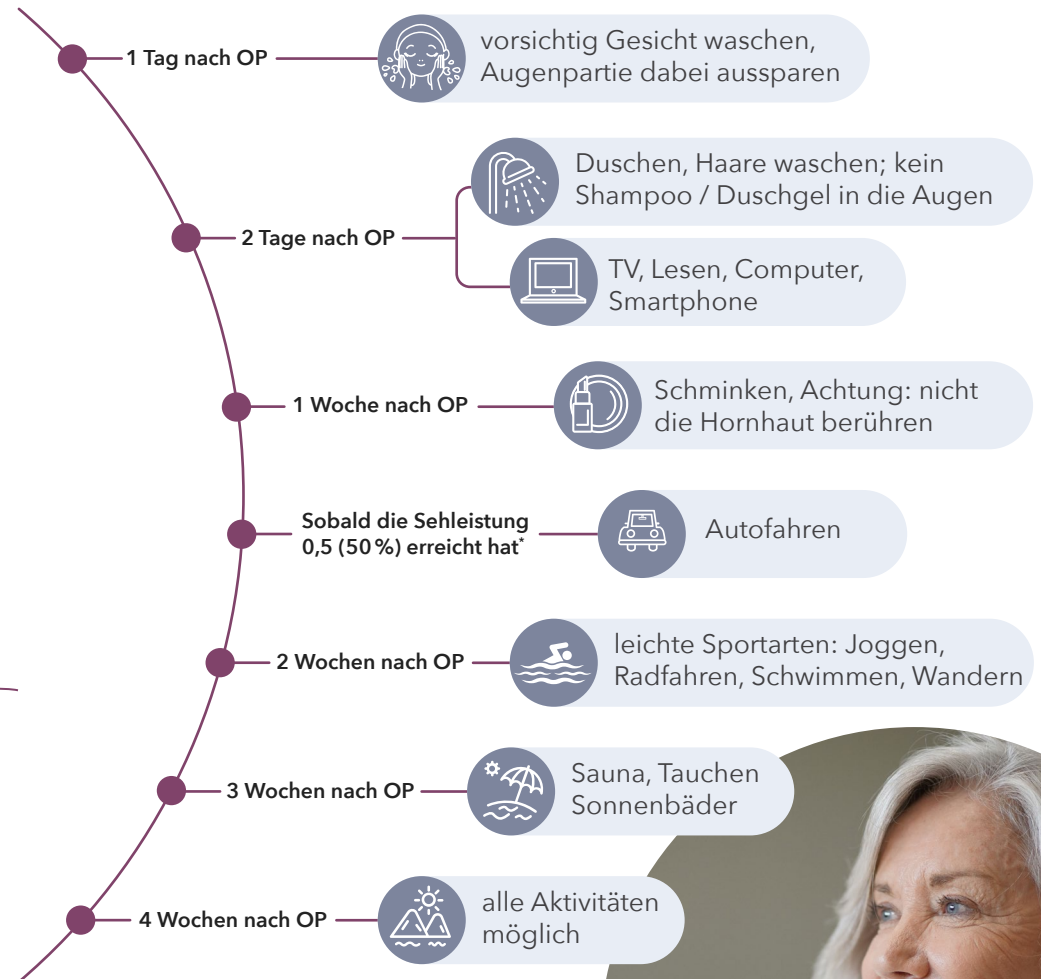 1 Tag nach OP
vorsichtig Gesicht waschen,
Augenpartie dabei aussparen
2 Tage nach OP
Duschen, Haare waschen; kein
Shampoo / Duschgel in die Augen
TV, Lesen, Computer,
Smartphone
1 Woche nach OP
Schminken, Achtung: nicht
die Hornhaut berühren
Sobald die Sehleistung
0,5 (50 %) erreicht hat*
Autofahren
2 Wochen nach OP
leichte Sportarten: Joggen,
Radfahren, Schwimmen, Wandern
3 Wochen nach OP
Sauna, Tauchen
Sonnenbäder
4 Wochen nach OP
alle Aktivitäten
möglich